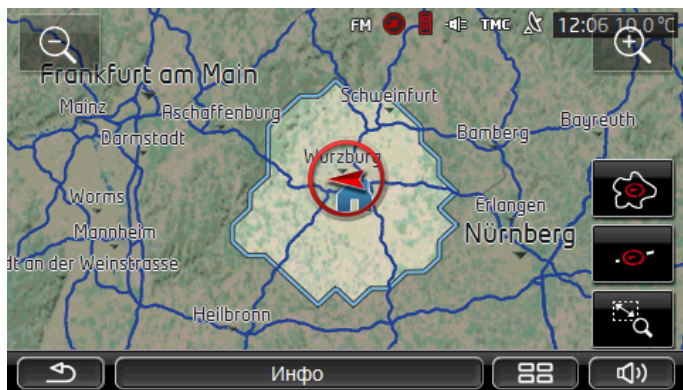 FM TMC 12:06 10.0°C
Frankfurt am Main
Schweinfurt
Mainz
Aschaffenburg
Bayreuth
Darmstadt
Bamberg
Würzburg
Worms
Erlangen
Mannheim
Nürnberg
dt an der Weinstrasse
Heilbronn
Инфо